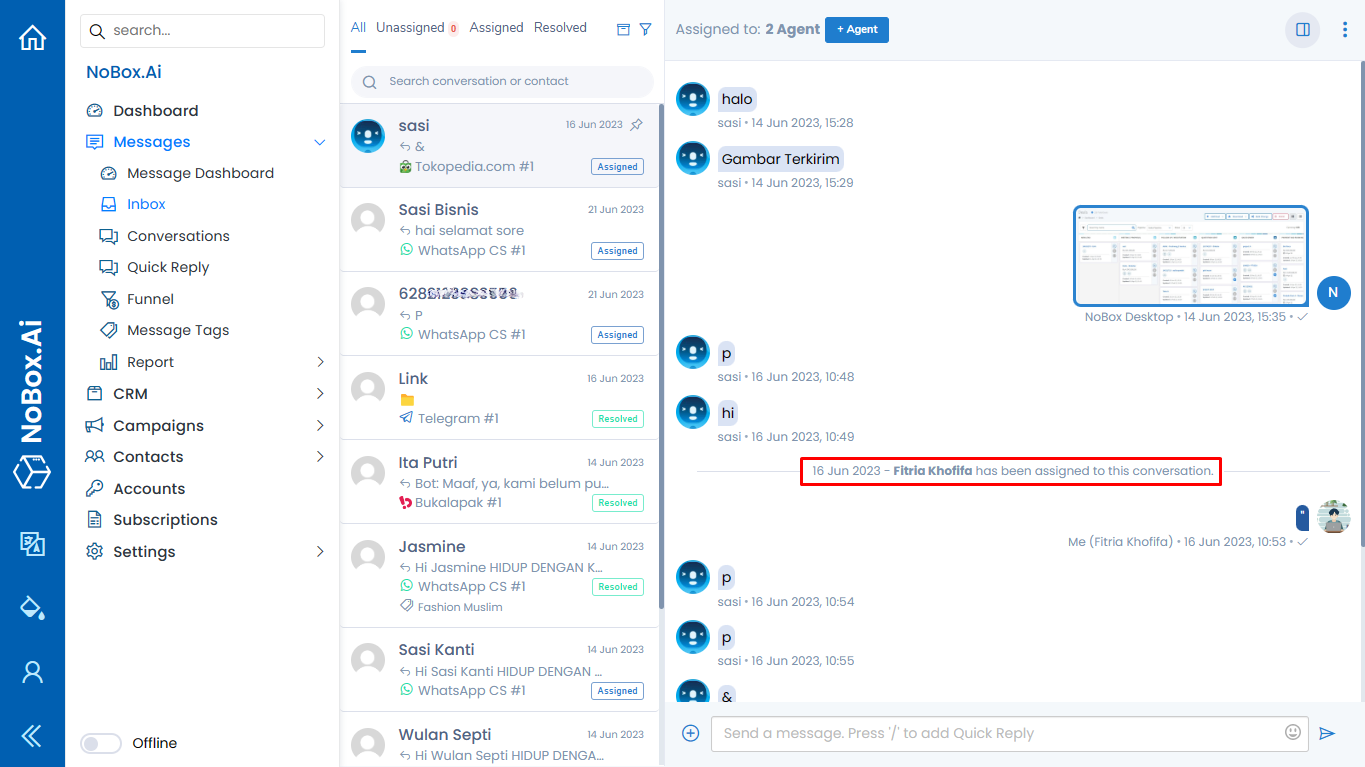 NoBox.Ai
search...
NoBox.Ai
Dashboard
Messages
Message Dashboard
Inbox
Conversations
Quick Reply
Funnel
Message Tags
Report
CRM
Campaigns
Contacts
Accounts
Subscriptions
Settings
Offline
All Unassigned 0 Assigned Resolved
Search conversation or contact
sasi 16 Jun 2023
&
Tokopedia.com #1 Assigned
Sasi Bisnis 21 Jun 2023
hai selamat sore
WhatsApp CS #1 Assigned
21 Jun 2023
P
WhatsApp CS #1 Assigned
Link 16 Jun 2023
Telegram #1 Resolved
Ita Putri 14 Jun 2023
Bot: Maaf, ya, kami belum pu...
Bukalapak #1 Resolved
Jasmine 14 Jun 2023
Hi Jasmine HIDUP DENGAN K...
WhatsApp CS #1 Resolved
Fashion Muslim
Sasi Kanti 14 Jun 2023
Hi Sasi Kanti HIDUP DENGAN ...
WhatsApp CS #1 Assigned
Wulan Septi 14 Jun 2023
Hi Wulan Septi HIDUP DENGA...
Assigned to: 2 Agent + Agent
halo
sasi • 14 Jun 2023, 15:28
Gambar Terkirim
sasi • 14 Jun 2023, 15:29
N
NoBox Desktop • 14 Jun 2023, 15:35 •
p
sasi • 16 Jun 2023, 10:48
hi
sasi • 16 Jun 2023, 10:49
16 Jun 2023 - Fitria Khofifa has been assigned to this conversation.
"
Me (Fitria Khofifa) • 16 Jun 2023, 10:53 •
p
sasi • 16 Jun 2023, 10:54
p
sasi • 16 Jun 2023, 10:55
&
Send a message. Press '/' to add Quick Reply